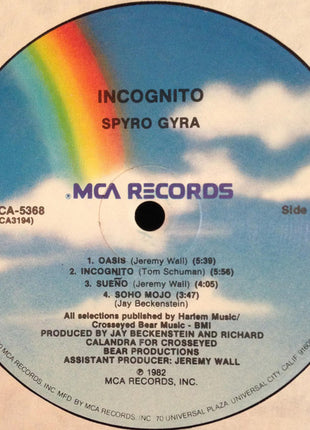 INCOGNITO
SPYRO GYRA
MCA RECORDS
CA-5368
CA3194)
Side
1. OASIS (Jeremy Wall) (5:39)
2. INCOGNITO (Tom Schuman) (5:56)
3. SUEÑO (Jeremy Wall) (4:05)
4. SOHO MOJO (3:47)
(Jay Beckenstein)
All selections published by Harlem Music/
Crosseyed Bear Music - BMI
PRODUCED BY JAY BECKENSTEIN AND RICHARD
CALANDRA FOR CROSSEYED
BEAR PRODUCTIONS
ASSISTANT PRODUCER: JEREMY WALL
℗ 1982
MCA RECORDS, INC.
RECORDS, INC. MFG BY MCA RECORDS, INC. 70 UNIVERSAL PLAZA, UNIVERSAL CITY, CALIF.